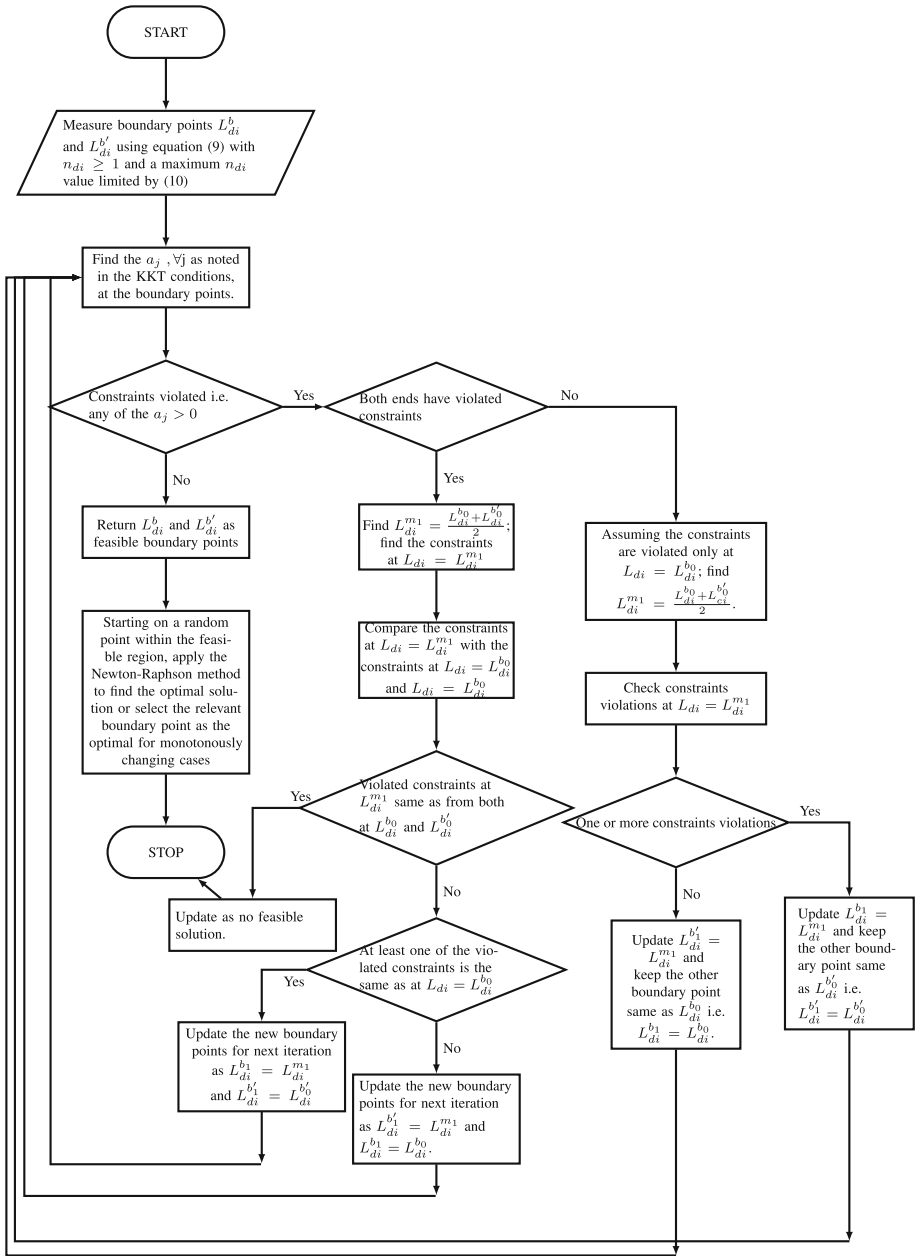 START
Measure boundary points $L_{di}^{b}$
and $L_{di}^{b'}$ using equation (9) with
$n_{di} \geq 1$ and a maximum $n_{di}$
value limited by (10)
Find the $a_j$ , ∀j as noted
in the KKT conditions,
at the boundary points.
Constraints violated i.e.
any of the $a_j > 0$
Yes
Both ends have violated
constraints
No
No
Yes
Return $L_{di}^{b}$ and $L_{di}^{b'}$ as
feasible boundary points
Find $L_{di}^{m_1} = \frac{L_{di}^{b_0}+L_{di}^{b'_0}}{2}$;
find the constraints
at $L_{di} = L_{di}^{m_1}$
Assuming the constraints
are violated only at
$L_{di} = L_{di}^{b_0}$; find
$L_{di}^{m_1} = \frac{L_{di}^{b_0}+L_{ci}^{b'_0}}{2}$.
Starting on a random
point within the feasi-
ble region, apply the
Newton-Raphson method
to find the optimal solu-
tion or select the relevant
boundary point as the
optimal for monotonously
changing cases
Compare the constraints
at $L_{di} = L_{di}^{m_1}$ with the
constraints at $L_{di} = L_{di}^{b_0}$
and $L_{di} = L_{di}^{b_0}$
Check constraints
violations at $L_{di} = L_{di}^{m_1}$
STOP
Yes
Violated constraints at
$L_{di}^{m_1}$ same as from both
at $L_{di}^{b_0}$ and $L_{di}^{b'_0}$
One or more constraints violations
Yes
No
No
Update as no feasible
solution.
At least one of the vio-
lated constraints is the
same as at $L_{di} = L_{di}^{b_0}$
Yes
No
Update $L_{di}^{b'_1} =$
$L_{di}^{m_1}$ and
keep the other
boundary point
same as $L_{di}^{b_0}$ i.e.
$L_{di}^{b_1} = L_{di}^{b_0}$.
Update $L_{di}^{b_1} =$
$L_{di}^{m_1}$ and keep
the other bound-
ary point same
as $L_{di}^{b'_0}$ i.e.
$L_{di}^{b'_1} = L_{di}^{b'_0}$
Update the new boundary
points for next iteration
as $L_{di}^{b_1} = L_{di}^{m_1}$
and $L_{di}^{b'_1} = L_{di}^{b'_0}$
Update the new boundary
points for next iteration
as $L_{di}^{b'_1} = L_{di}^{m_1}$ and
$L_{di}^{b_1} = L_{di}^{b_0}$.